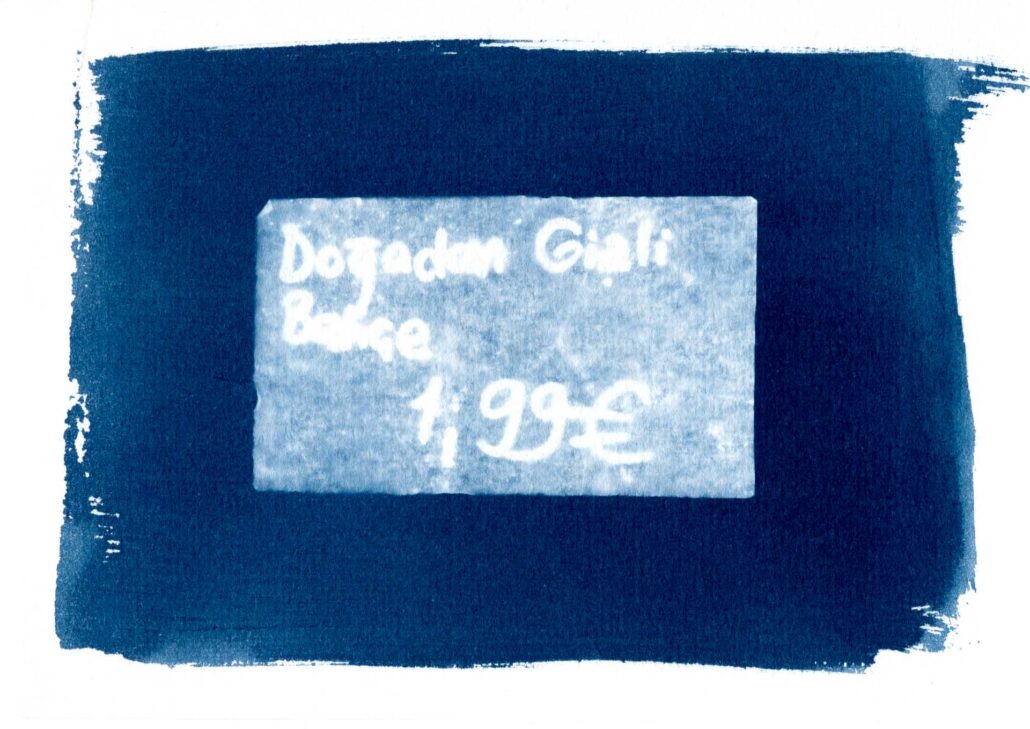 Doğadan Gizli
Bahçe
1,99€